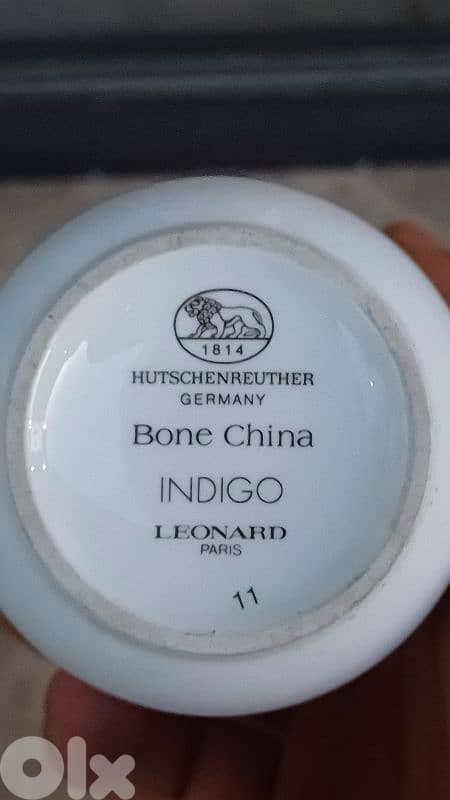 1814
HUTSCHENREUTHER
GERMANY
Bone China
INDIGO
LEONARD
PARIS
11
OLX